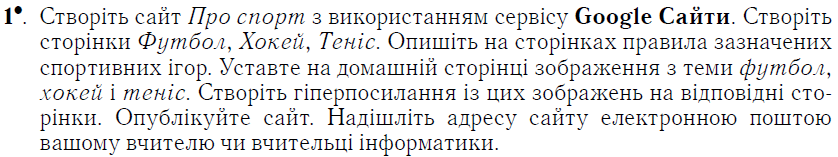 1•. Створіть сайт Про спорт з використанням сервісу Google Сайти. Створіть
сторінки Футбол, Хокей, Теніс. Опишіть на сторінках правила зазначених
спортивних ігор. Уставте на домашній сторінці зображення з теми футбол,
хокей і теніс. Створіть гіперпосилання із цих зображень на відповідні сто-
рінки. Опублікуйте сайт. Надішліть адресу сайту електронною поштою
вашому вчителю чи вчительці інформатики.